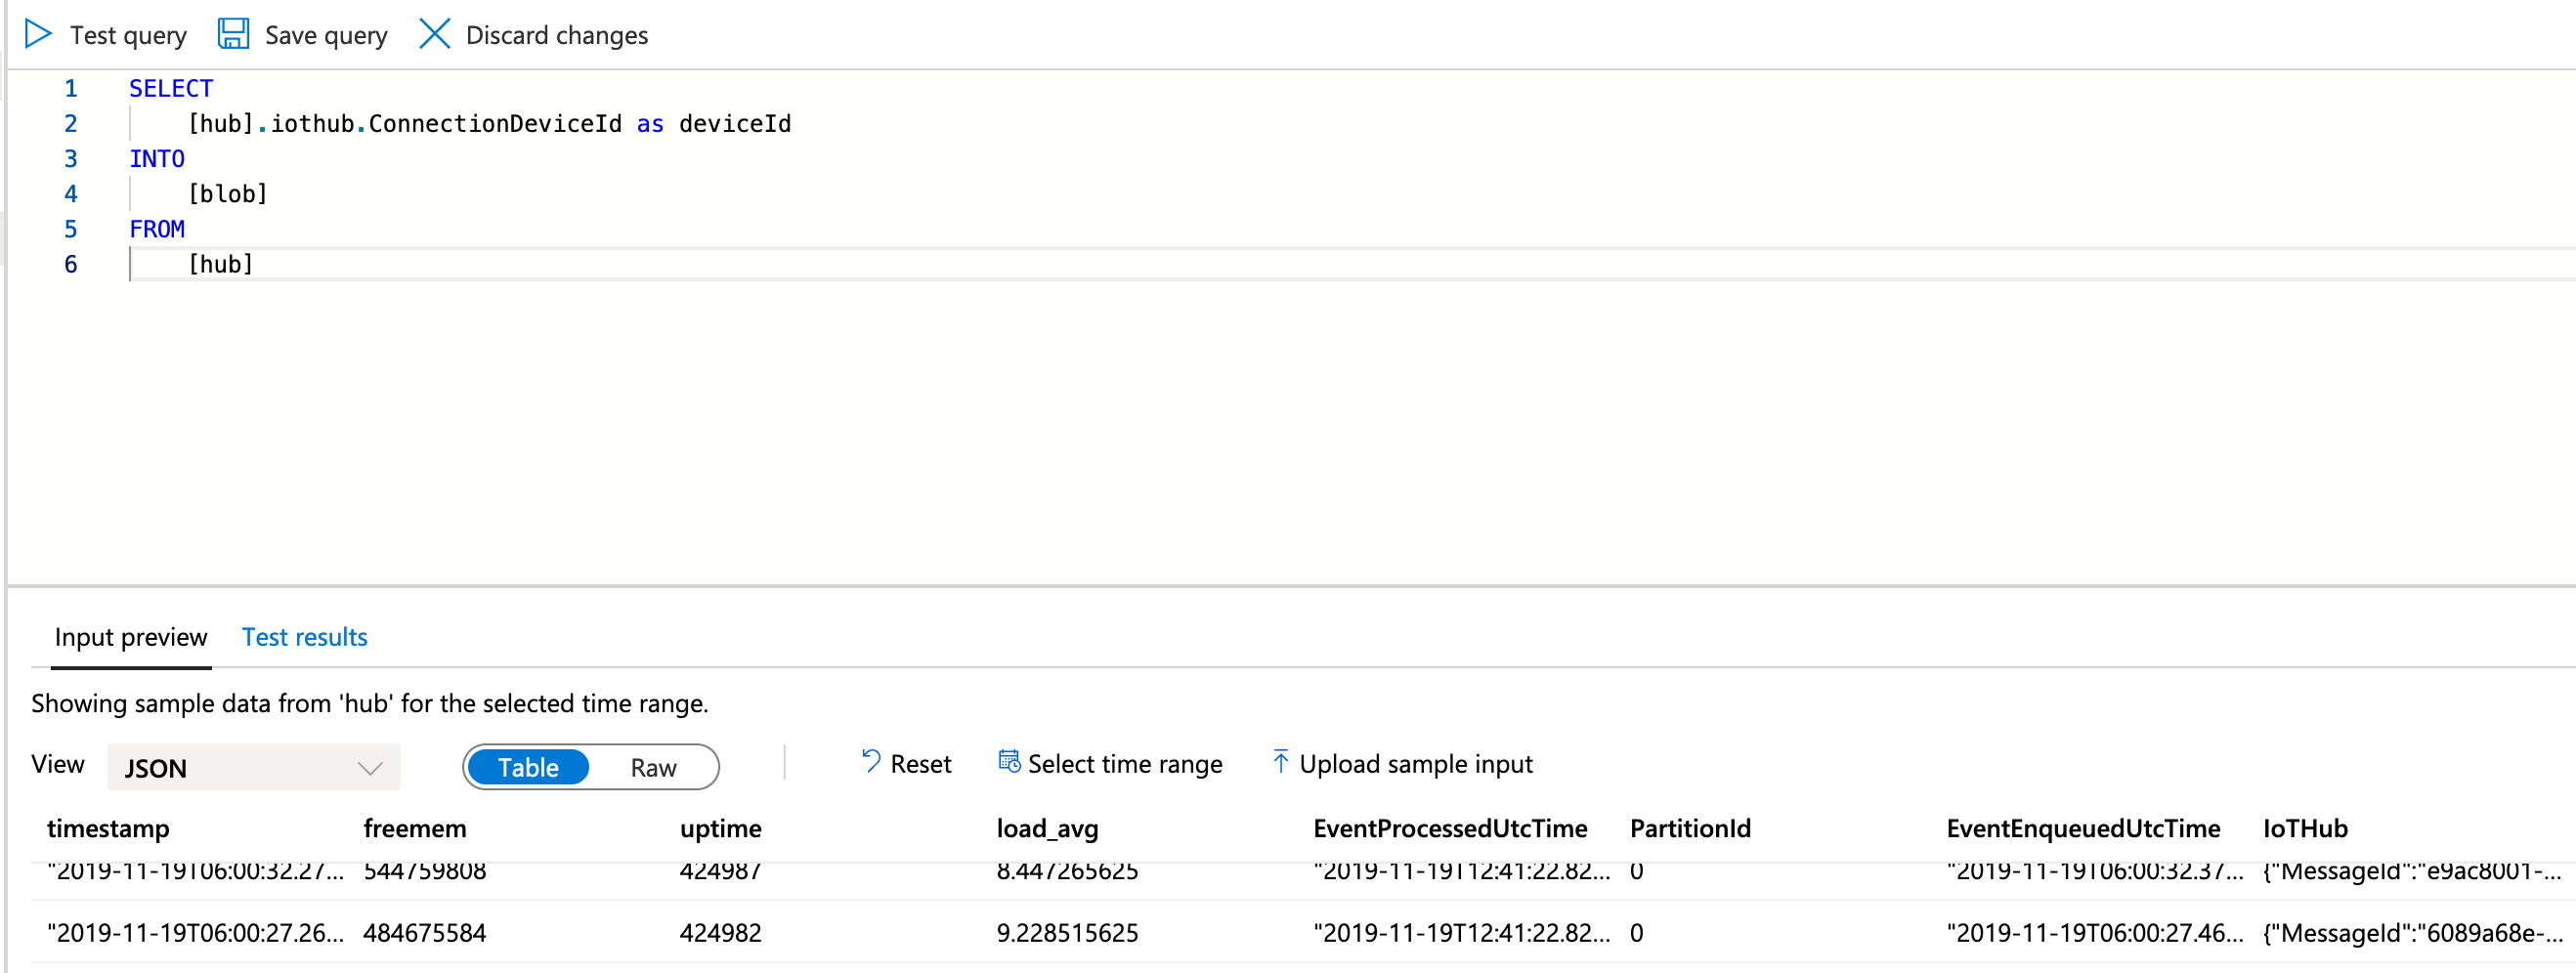 Test query Save query Discard changes
1 SELECT
2 [hub].iothub.ConnectionDeviceId as deviceId
3 INTO
4 [blob]
5 FROM
6 [hub]
Input preview Test results
Showing sample data from 'hub' for the selected time range.
View JSON Table Raw Reset Select time range Upload sample input
timestamp freemem uptime load_avg EventProcessedUtcTime PartitionId EventEnqueuedUtcTime IoTHub
"2019-11-19T06:00:32.27... 544759808 424987 8.447265625 "2019-11-19T12:41:22.82... 0 "2019-11-19T06:00:32.37... {"MessageId":"e9ac8001-...
"2019-11-19T06:00:27.26... 484675584 424982 9.228515625 "2019-11-19T12:41:22.82... 0 "2019-11-19T06:00:27.46... {"MessageId":"6089a68e-...